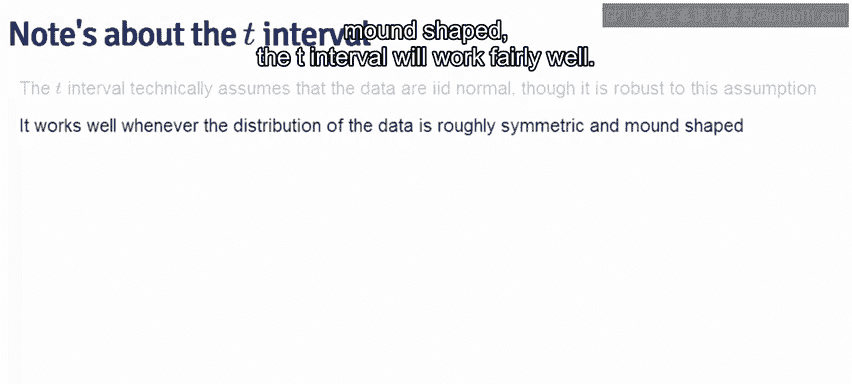 Note's about the t interval
mound shaped,
the t interval will work fairly well.
The t interval technically assumes that the data are iid normal, though it is robust to this assumption
It works well whenever the distribution of the data is roughly symmetric and mound shaped